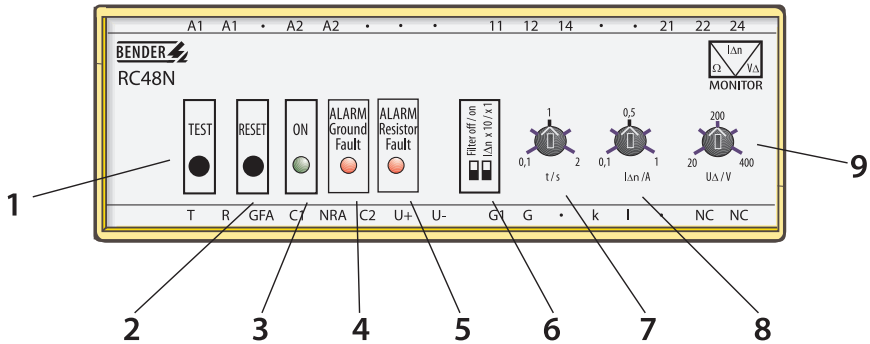 A1 A1 · A2 A2 · · · 11 12 14 · · 21 22 24
BENDER
RC48N
IΔn
Ω VΔ
MONITOR
TEST
RESET
ON
ALARM
Ground
Fault
ALARM
Resistor
Fault
Filter off / on
IΔn x 10 / x 1
1
0,1 2
t / s
0,5
0,1 1
IΔn /A
200
20 400
UΔ / V
T R GFA C1 NRA C2 U+ U- G1 G · k l · NC NC
1
2
3
4
5
6
7
8
9